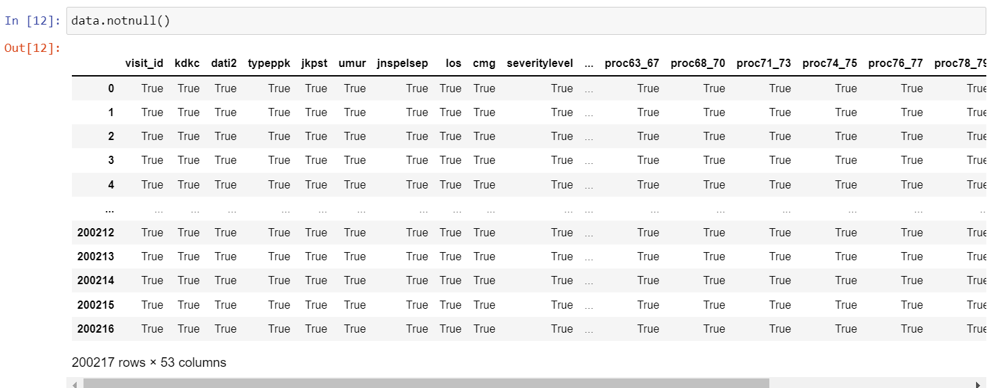 In [12]: data.notnull()
Out[12]:
visit_id kdkc dati2 typeppk jkpst umur jnspelsep los cmg severitylevel ... proc63_67 proc68_70 proc71_73 proc74_75 proc76_77 proc78_79
0 True True True True True True True True True True ... True True True True True True
1 True True True True True True True True True True ... True True True True True True
2 True True True True True True True True True True ... True True True True True True
3 True True True True True True True True True True ... True True True True True True
4 True True True True True True True True True True ... True True True True True True
... ... ... ... ... ... ... ... ... ... ... ... ... ... ... ... ...
200212 True True True True True True True True True True ... True True True True True True
200213 True True True True True True True True True True ... True True True True True True
200214 True True True True True True True True True True ... True True True True True True
200215 True True True True True True True True True True ... True True True True True True
200216 True True True True True True True True True True ... True True True True True True
200217 rows × 53 columns